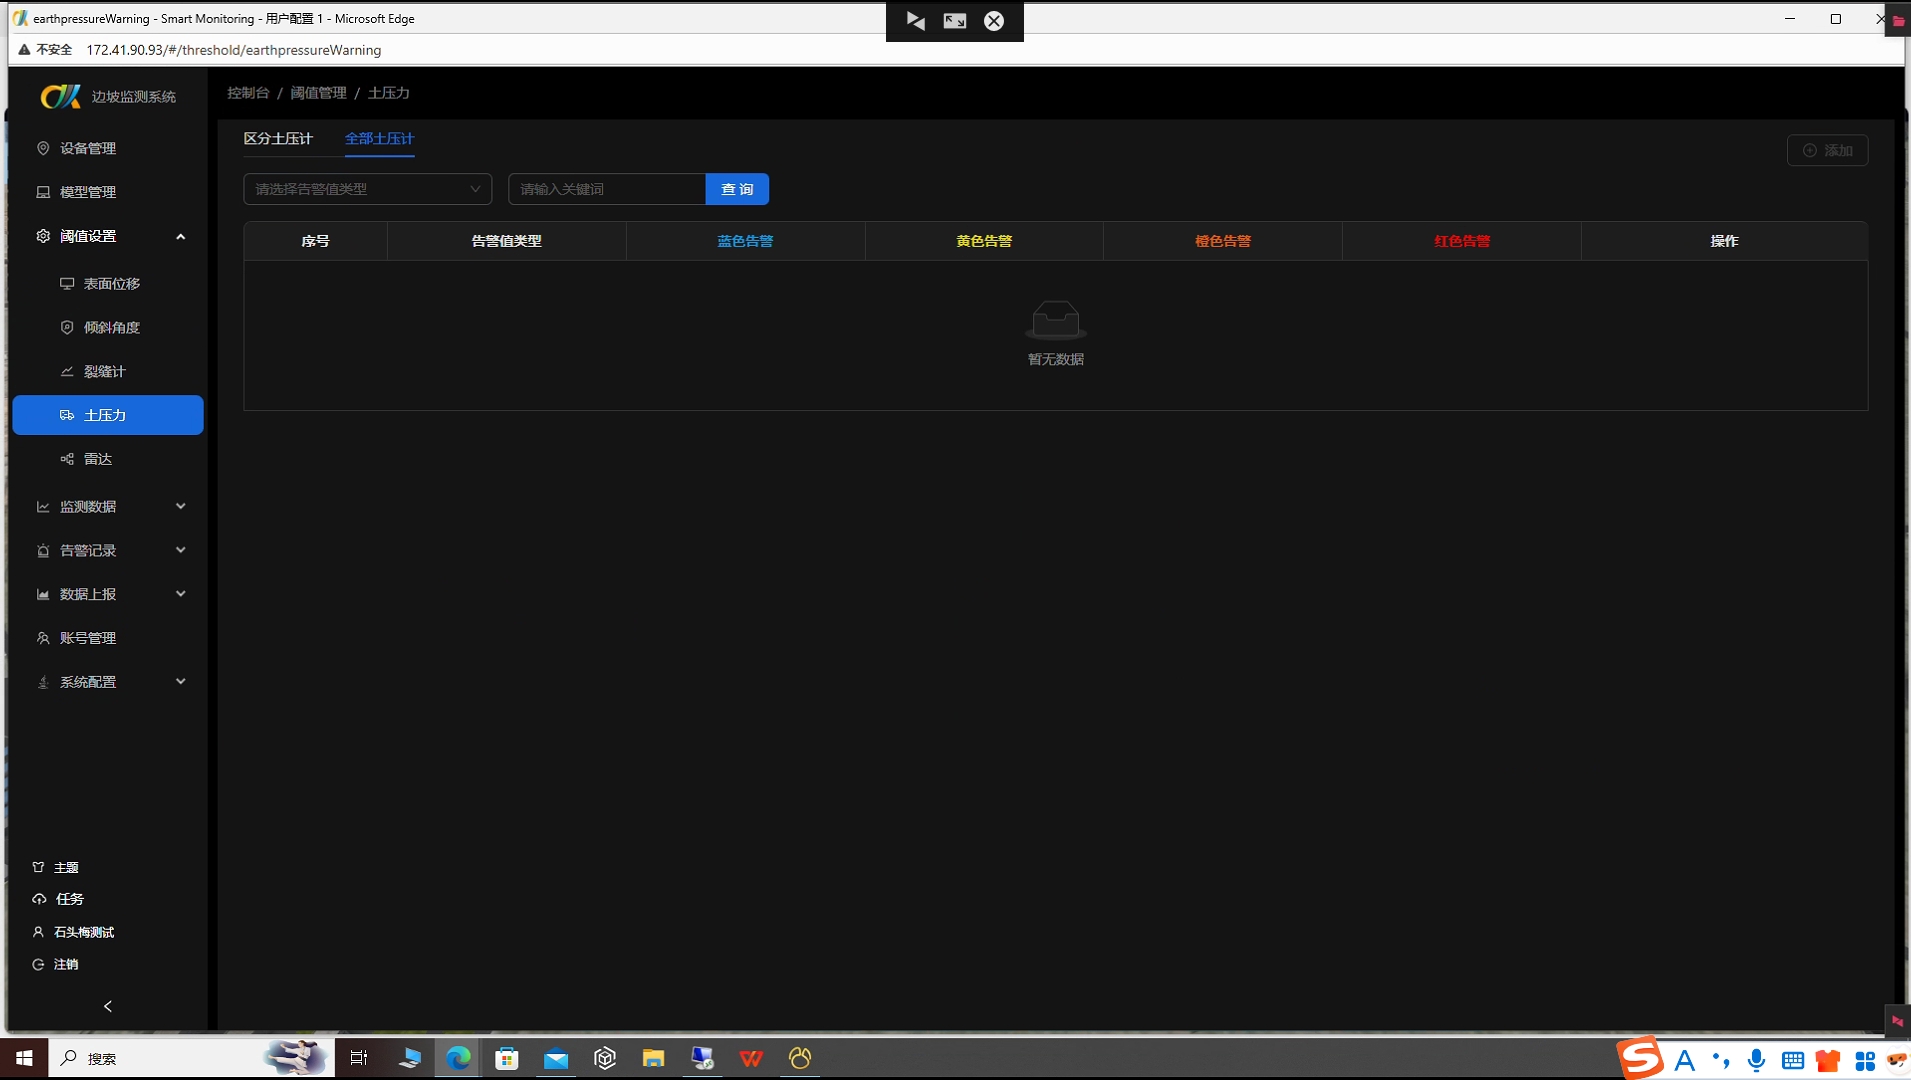 earthpressureWarning - Smart Monitoring - 用户配置 1 - Microsoft Edge
不安全 172.41.90.93/#/threshold/earthpressureWarning
边坡监测系统
控制台 / 阈值管理 / 土压力
设备管理
模型管理
阈值设置
表面位移
倾斜角度
裂缝计
土压力
雷达
监测数据
告警记录
数据上报
账号管理
系统配置
主题
任务
石头梅测试
注销
区分土压计 全部土压计
添加
请选择告警值类型 请输入关键词 查询
序号 告警值类型 蓝色告警 黄色告警 橙色告警 红色告警 操作
暂无数据
搜索